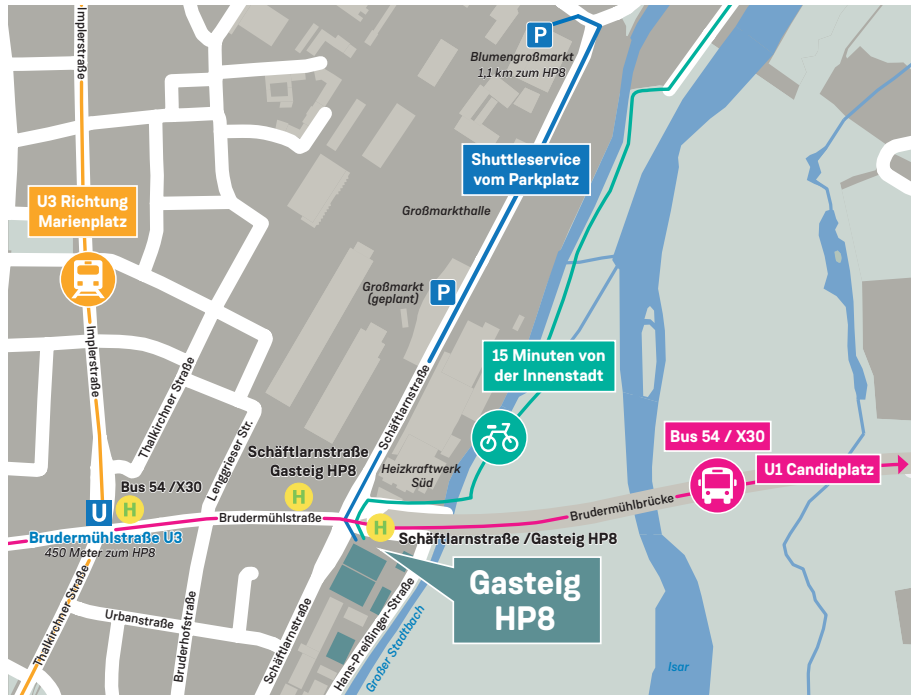 Implerstraße
P
Blumengroßmarkt
1,1 km zum HP8
Shuttleservice
vom Parkplatz
U3 Richtung
Marienplatz
Großmarkthalle
Großmarkt
(geplant)
P
Implerstraße
15 Minuten von
der Innenstadt
Thalkirchner Straße
Schäftlarnstraße
Lenggrieser Str.
Schäftlarnstraße
Gasteig HP8
Heizkraftwerk
Süd
Bus 54 / X30
U1 Candidplatz
Bus 54 /X30
H
H
U
Brudermühlstraße
Brudermühlbrücke
H
Brudermühlstraße U3
450 Meter zum HP8
Schäftlarnstraße /Gasteig HP8
Gasteig
HP8
Thalkirchner Straße
Urbanstraße
Bruderhofstraße
Schäftlarnstraße
Hans-Preißinger-Straße
Großer Stadtbach
Isar